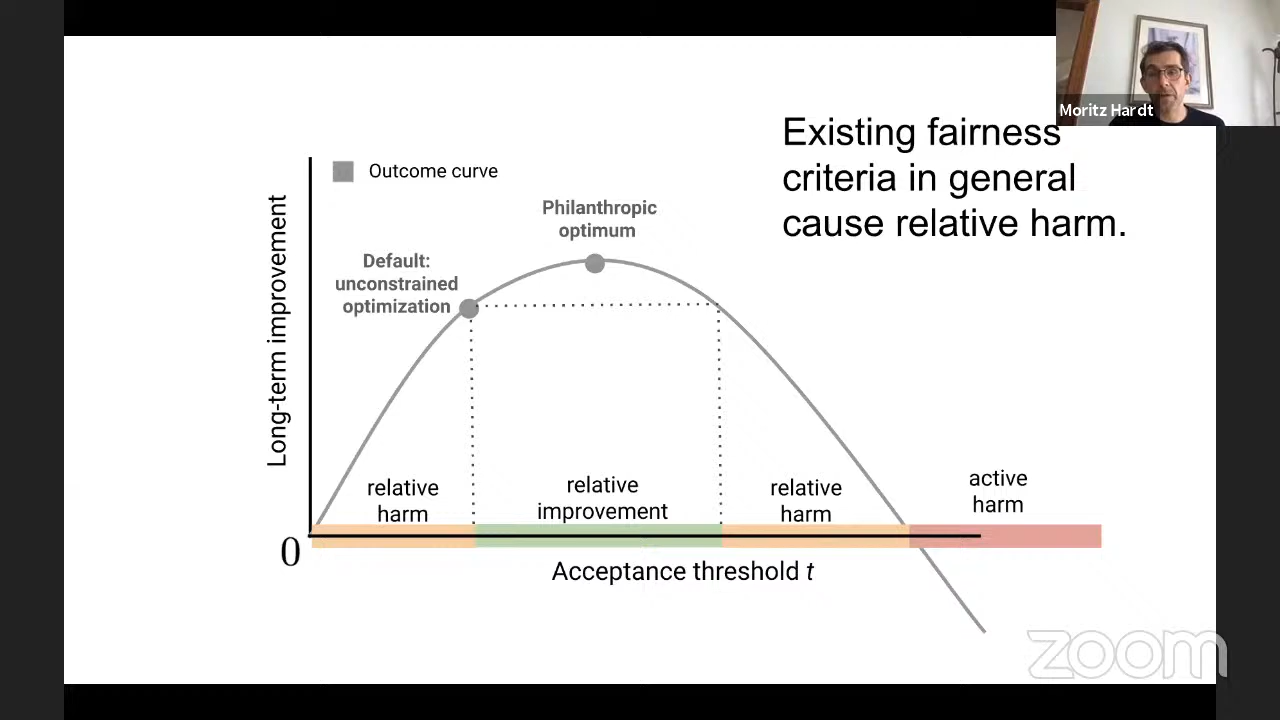 Moritz Hardt
Existing fairness
criteria in general
cause relative harm.
Outcome curve
Philanthropic
optimum
Default:
unconstrained
optimization
Long-term improvement
relative
harm
relative
improvement
relative
harm
active
harm
0
Acceptance threshold t
zoom